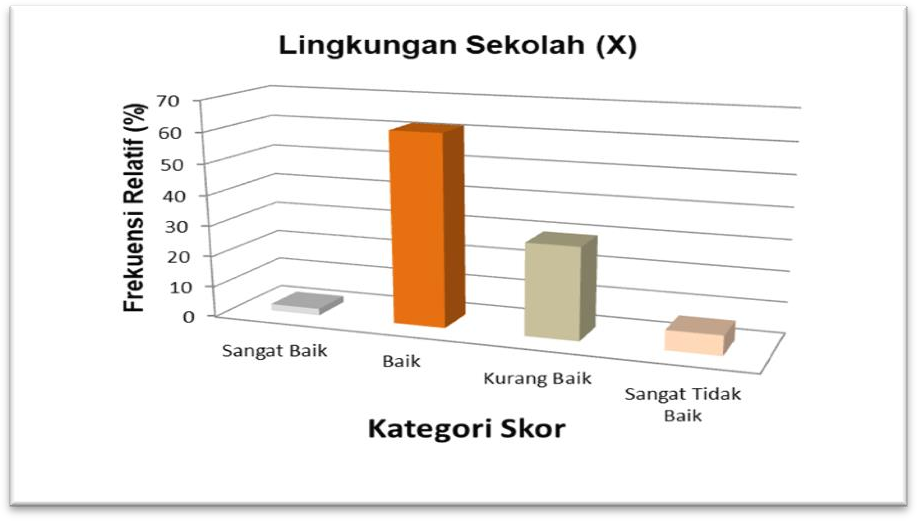 Lingkungan Sekolah (X)
Frekuensi Relatif (%)
70
60
50
40
30
20
10
0
Sangat Baik
Baik
Kurang Baik
Sangat Tidak
Baik
Kategori Skor